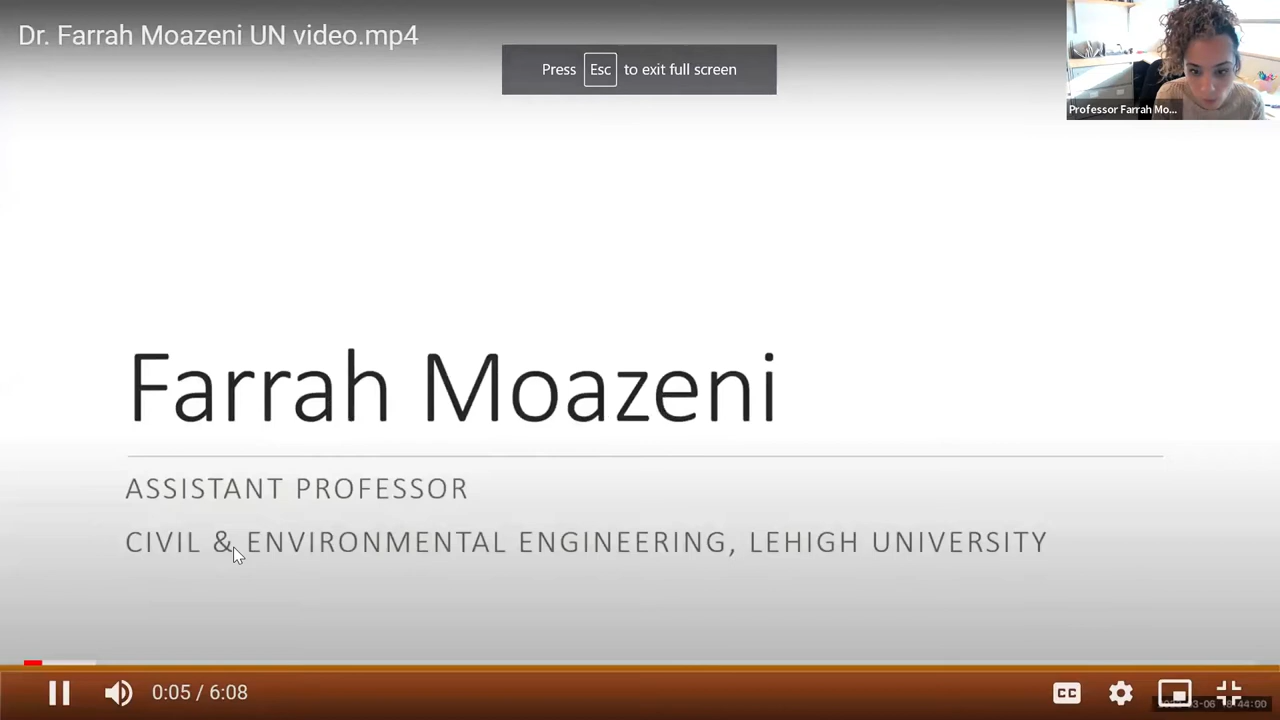 Dr. Farrah Moazeni UN video.mp4
Press Esc to exit full screen
Professor Farrah Mo...
Farrah Moazeni
ASSISTANT PROFESSOR
CIVIL & ENVIRONMENTAL ENGINEERING, LEHIGH UNIVERSITY
0:05 / 6:08
CC